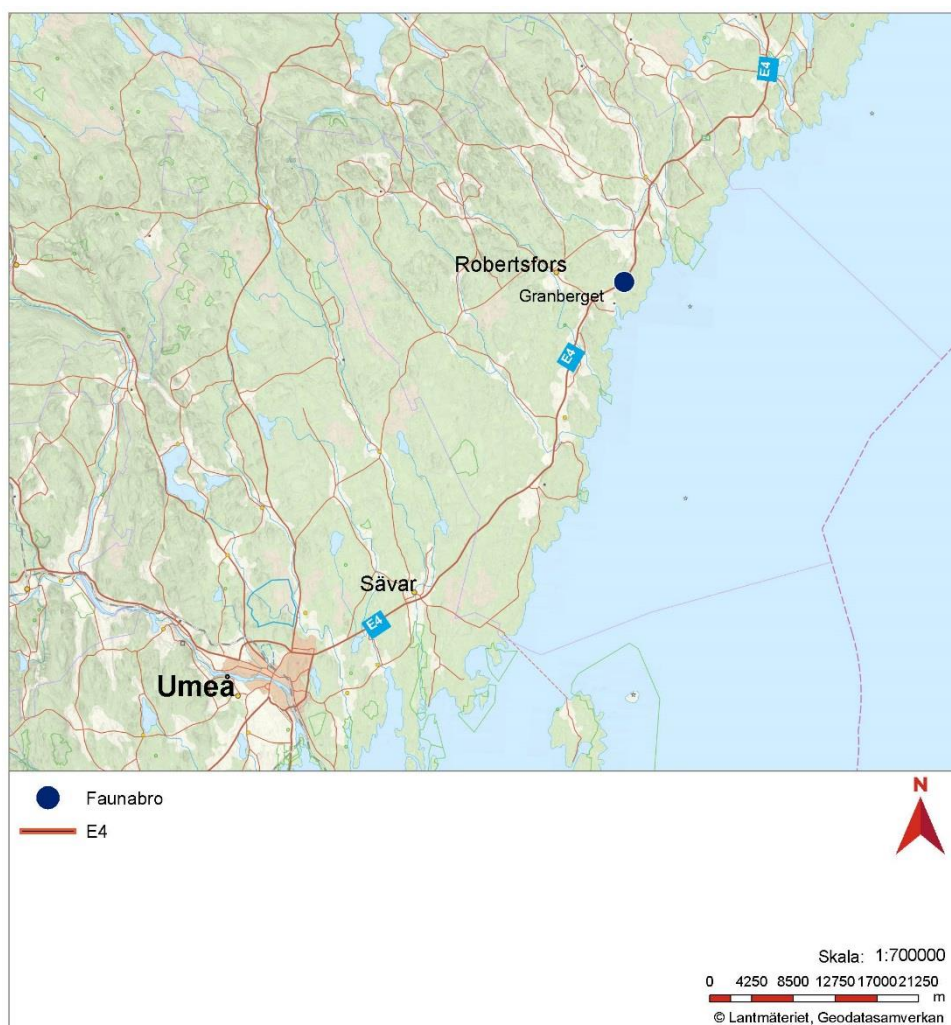 E4
Robertsfors
Granberget
E4
Sävar
E4
Umeå
Faunabro
E4
N
Skala: 1:700000
0 4250 8500 12750 17000 21250
m
© Lantmäteriet, Geodatasamverkan